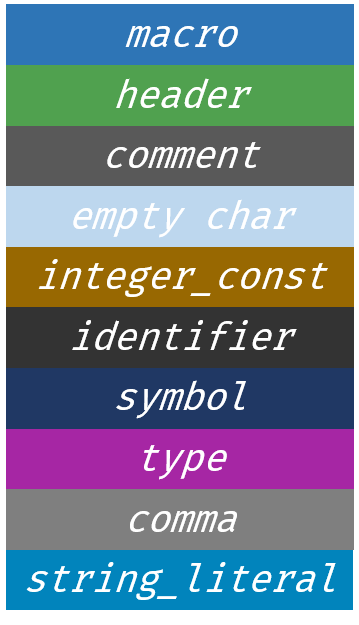 macro
header
comment
empty char
integer_const
identifier
symbol
type
comma
string_literal